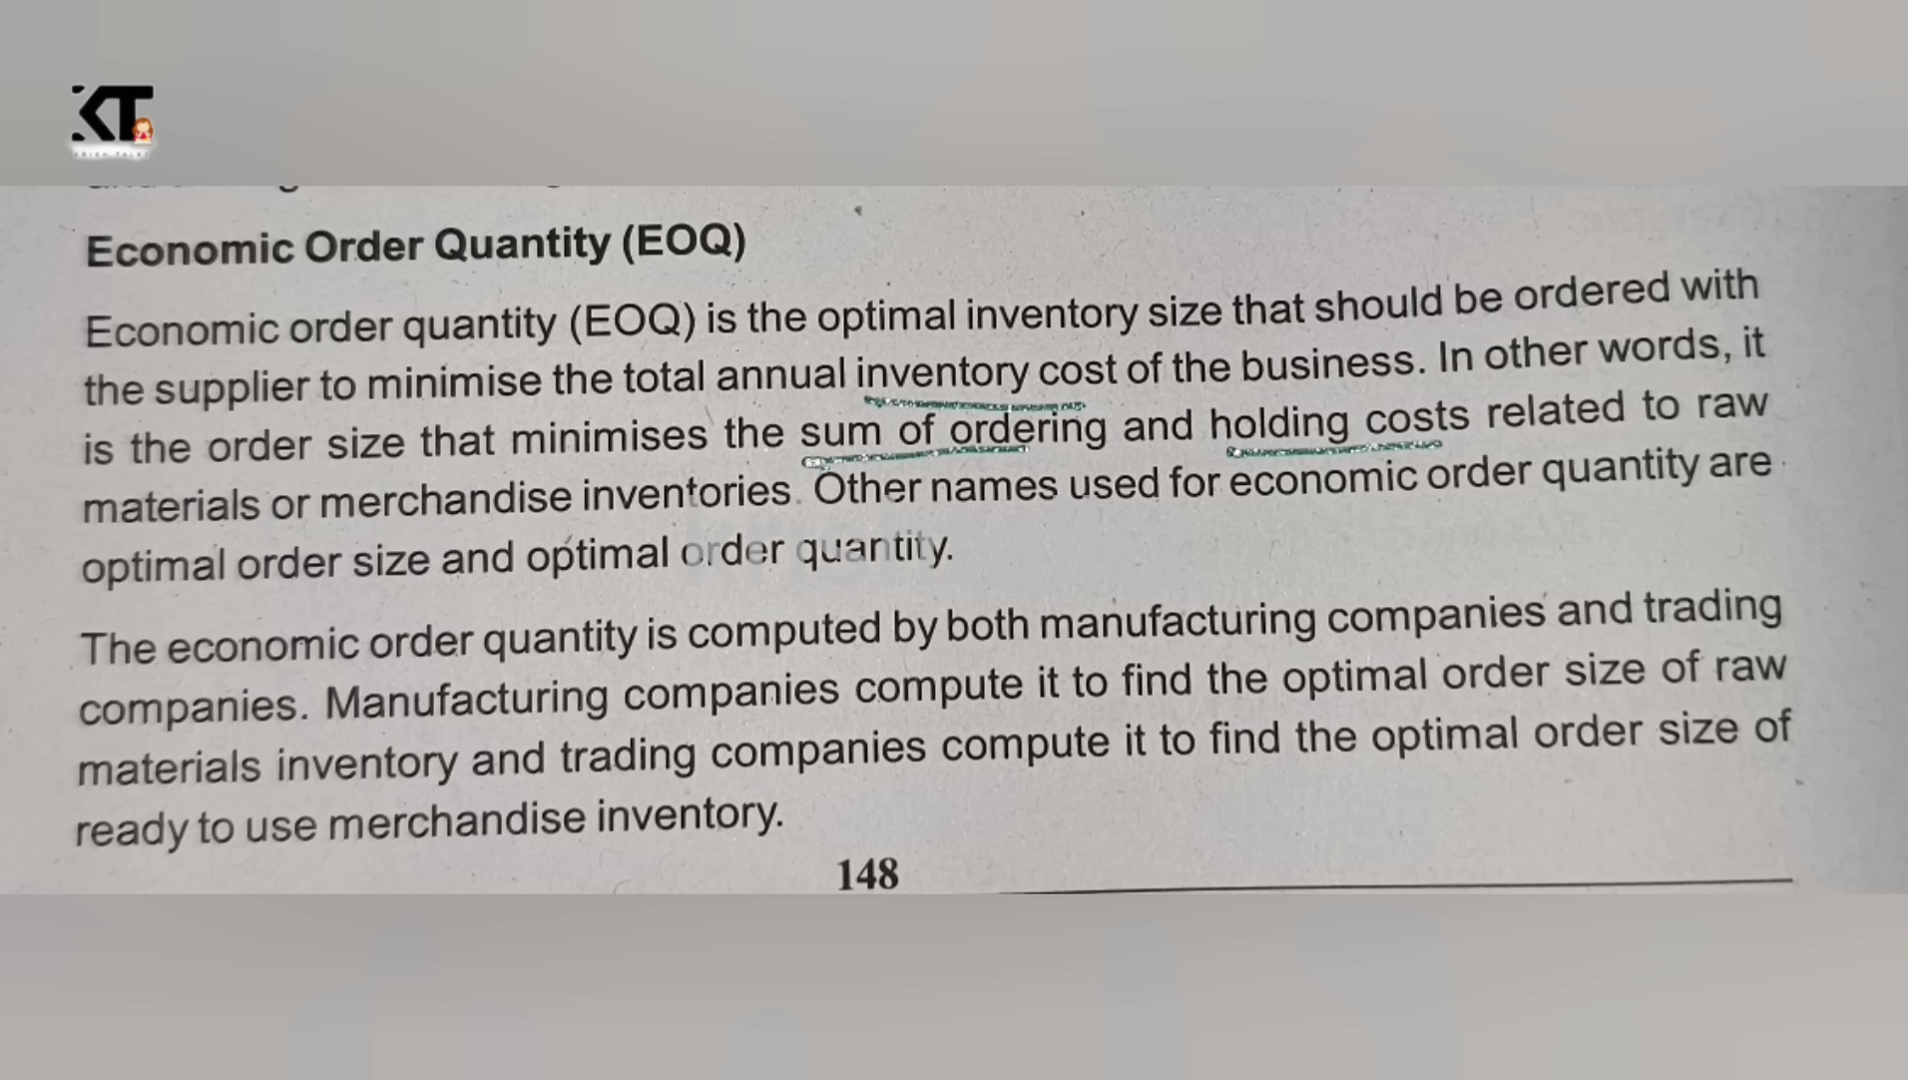 KT
Economic Order Quantity (EOQ)
Economic order quantity (EOQ) is the optimal inventory size that should be ordered with
the supplier to minimise the total annual inventory cost of the business. In other words, it
is the order size that minimises the sum of ordering and holding costs related to raw
materials or merchandise inventories. Other names used for economic order quantity are
optimal order size and optimal order quantity.
The economic order quantity is computed by both manufacturing companies and trading
companies. Manufacturing companies compute it to find the optimal order size of raw
materials inventory and trading companies compute it to find the optimal order size of
ready to use merchandise inventory.
148